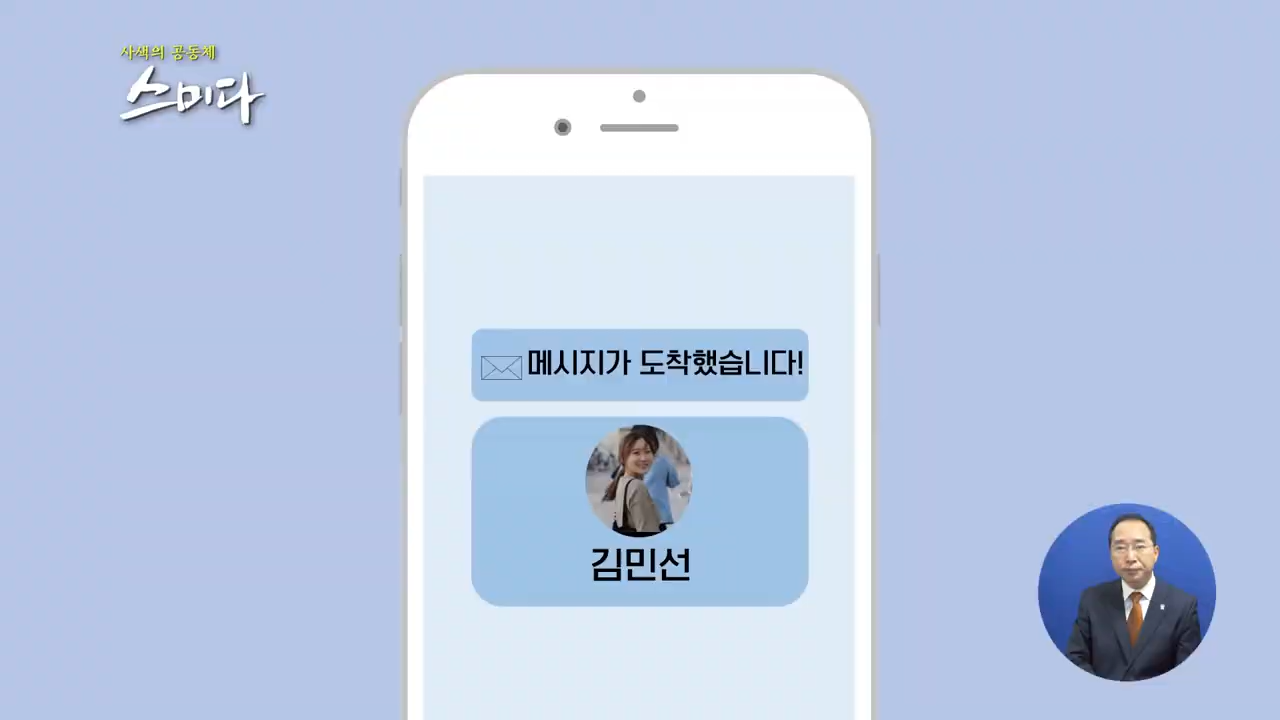 사색의 공동체
스미다
메시지가 도착했습니다!
김민선